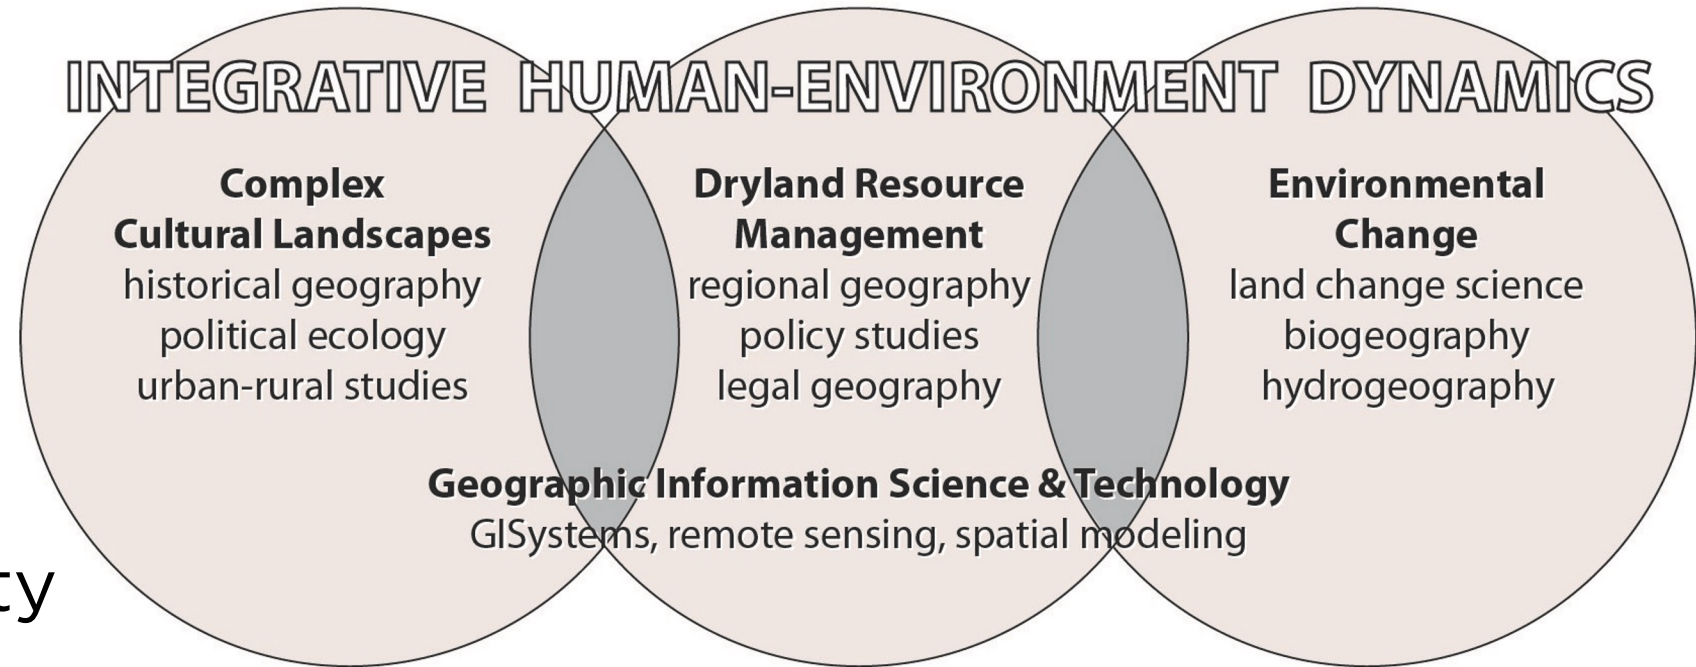 INTEGRATIVE HUMAN-ENVIRONMENT DYNAMICS
Complex
Cultural Landscapes
historical geography
political ecology
urban-rural studies
Dryland Resource
Management
regional geography
policy studies
legal geography
Environmental
Change
land change science
biogeography
hydrogeography
Geographic Information Science & Technology
GISystems, remote sensing, spatial modeling
ty